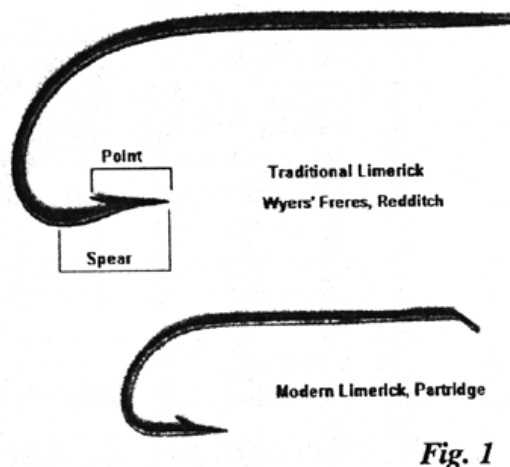 Point
Traditional Limerick
Wyers' Freres, Redditch
Spear
Modern Limerick, Partridge
Fig. 1